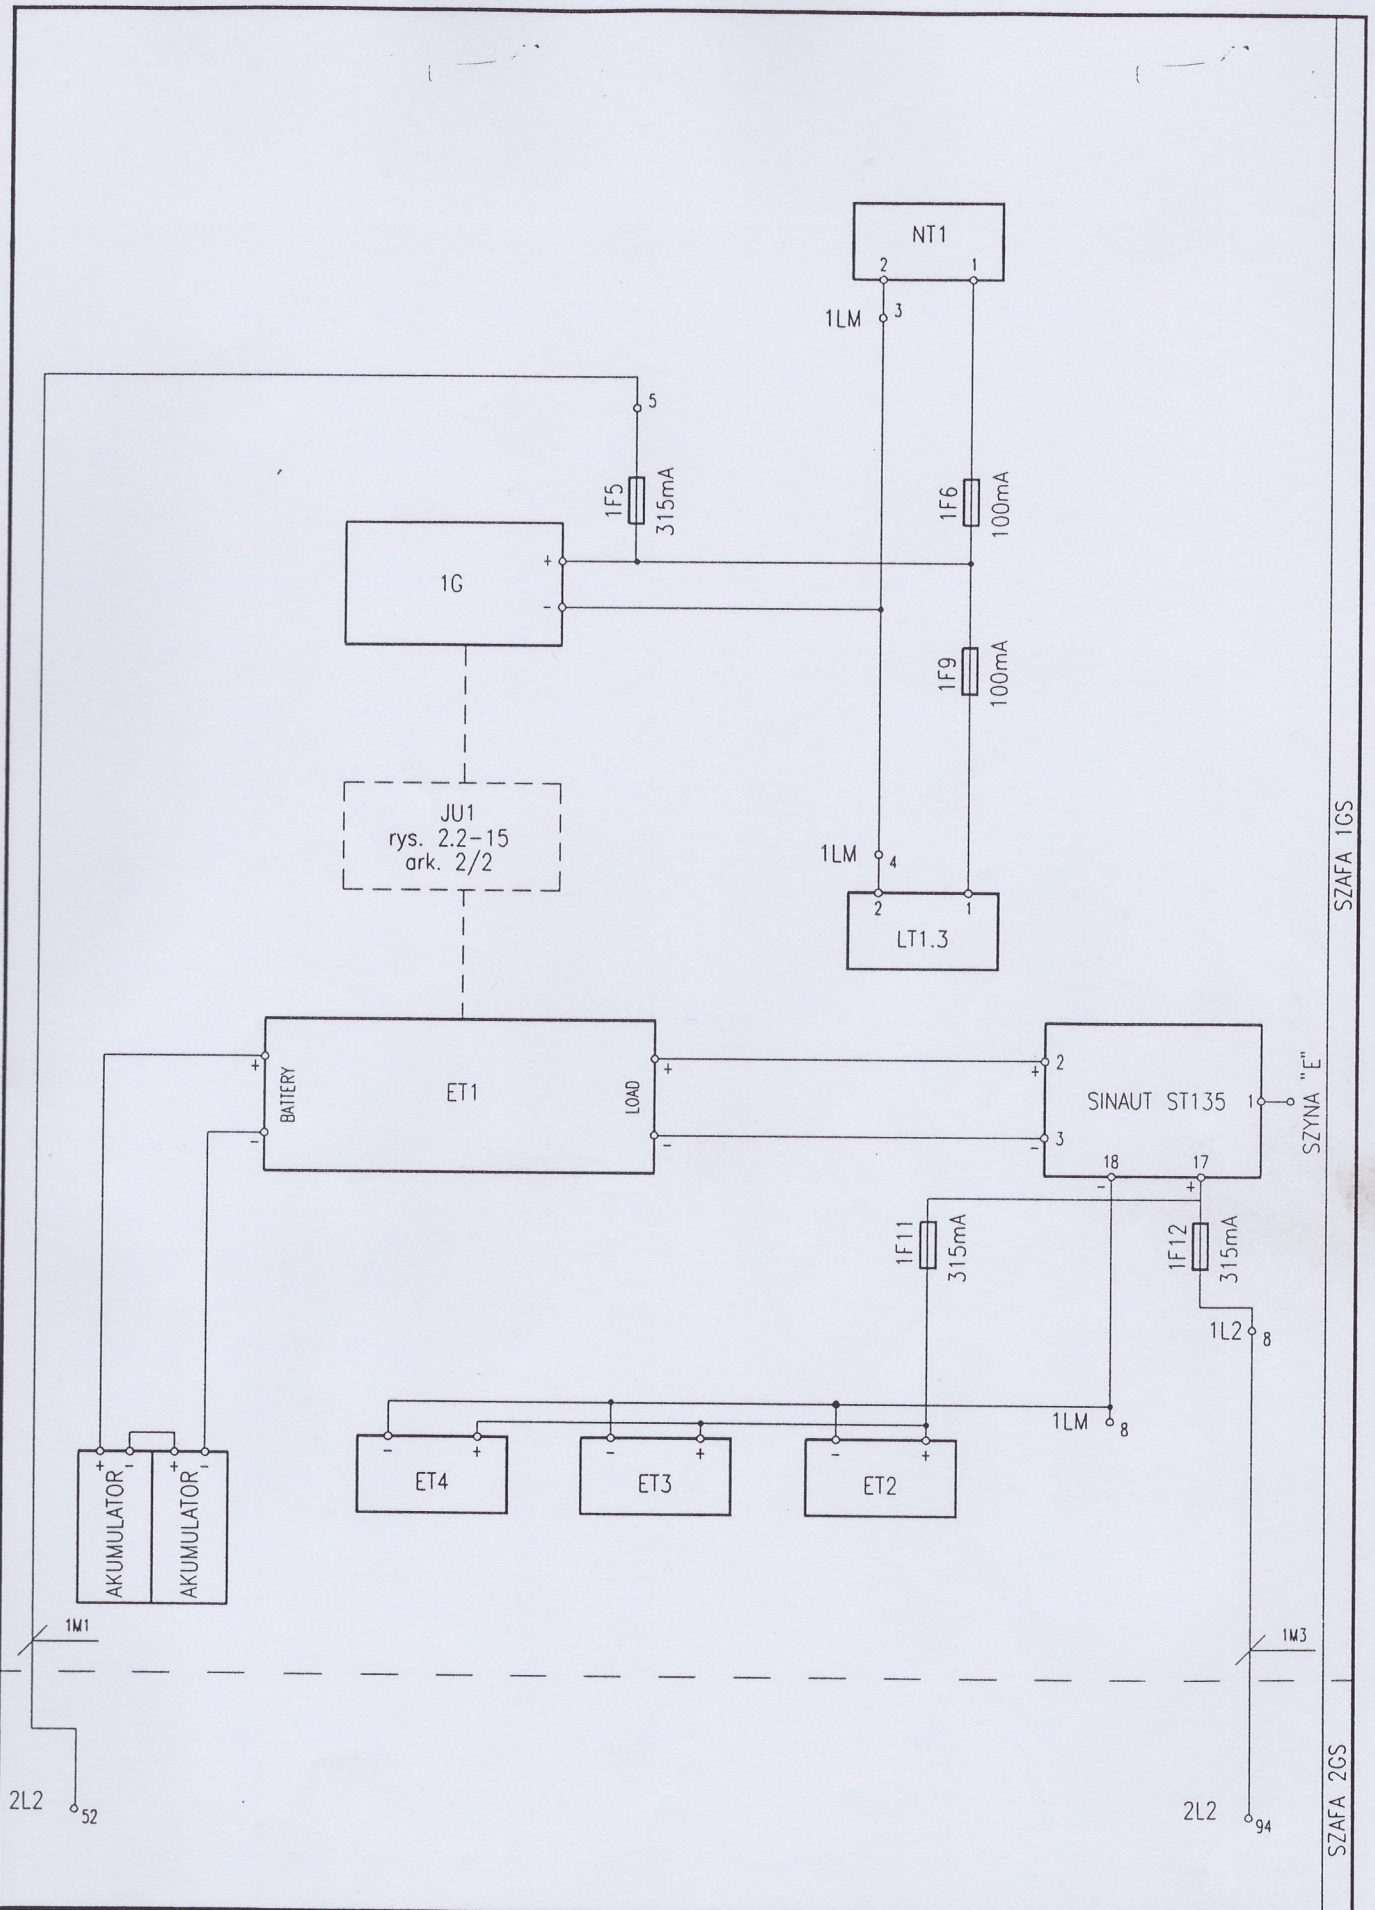 NT1
2 1
1LM 3
5
1F5
315mA
1F6
100mA
+
1G
-
1F9
100mA
JU1
rys. 2.2-15
ark. 2/2
1LM 4
2 1
LT1.3
SZAFA 1GS
+
-
BATTERY
ET1
LOAD
+
-
+ 2
- 3
SINAUT ST135
1
SZYNA "E"
18 17
- +
1F11
315mA
1F12
315mA
1L2 8
1LM 8
- +
ET4
- +
ET3
- +
ET2
+ - + -
AKUMULATOR
AKUMULATOR
1M1
1M3
2L2 52
2L2 94
SZAFA 2GS